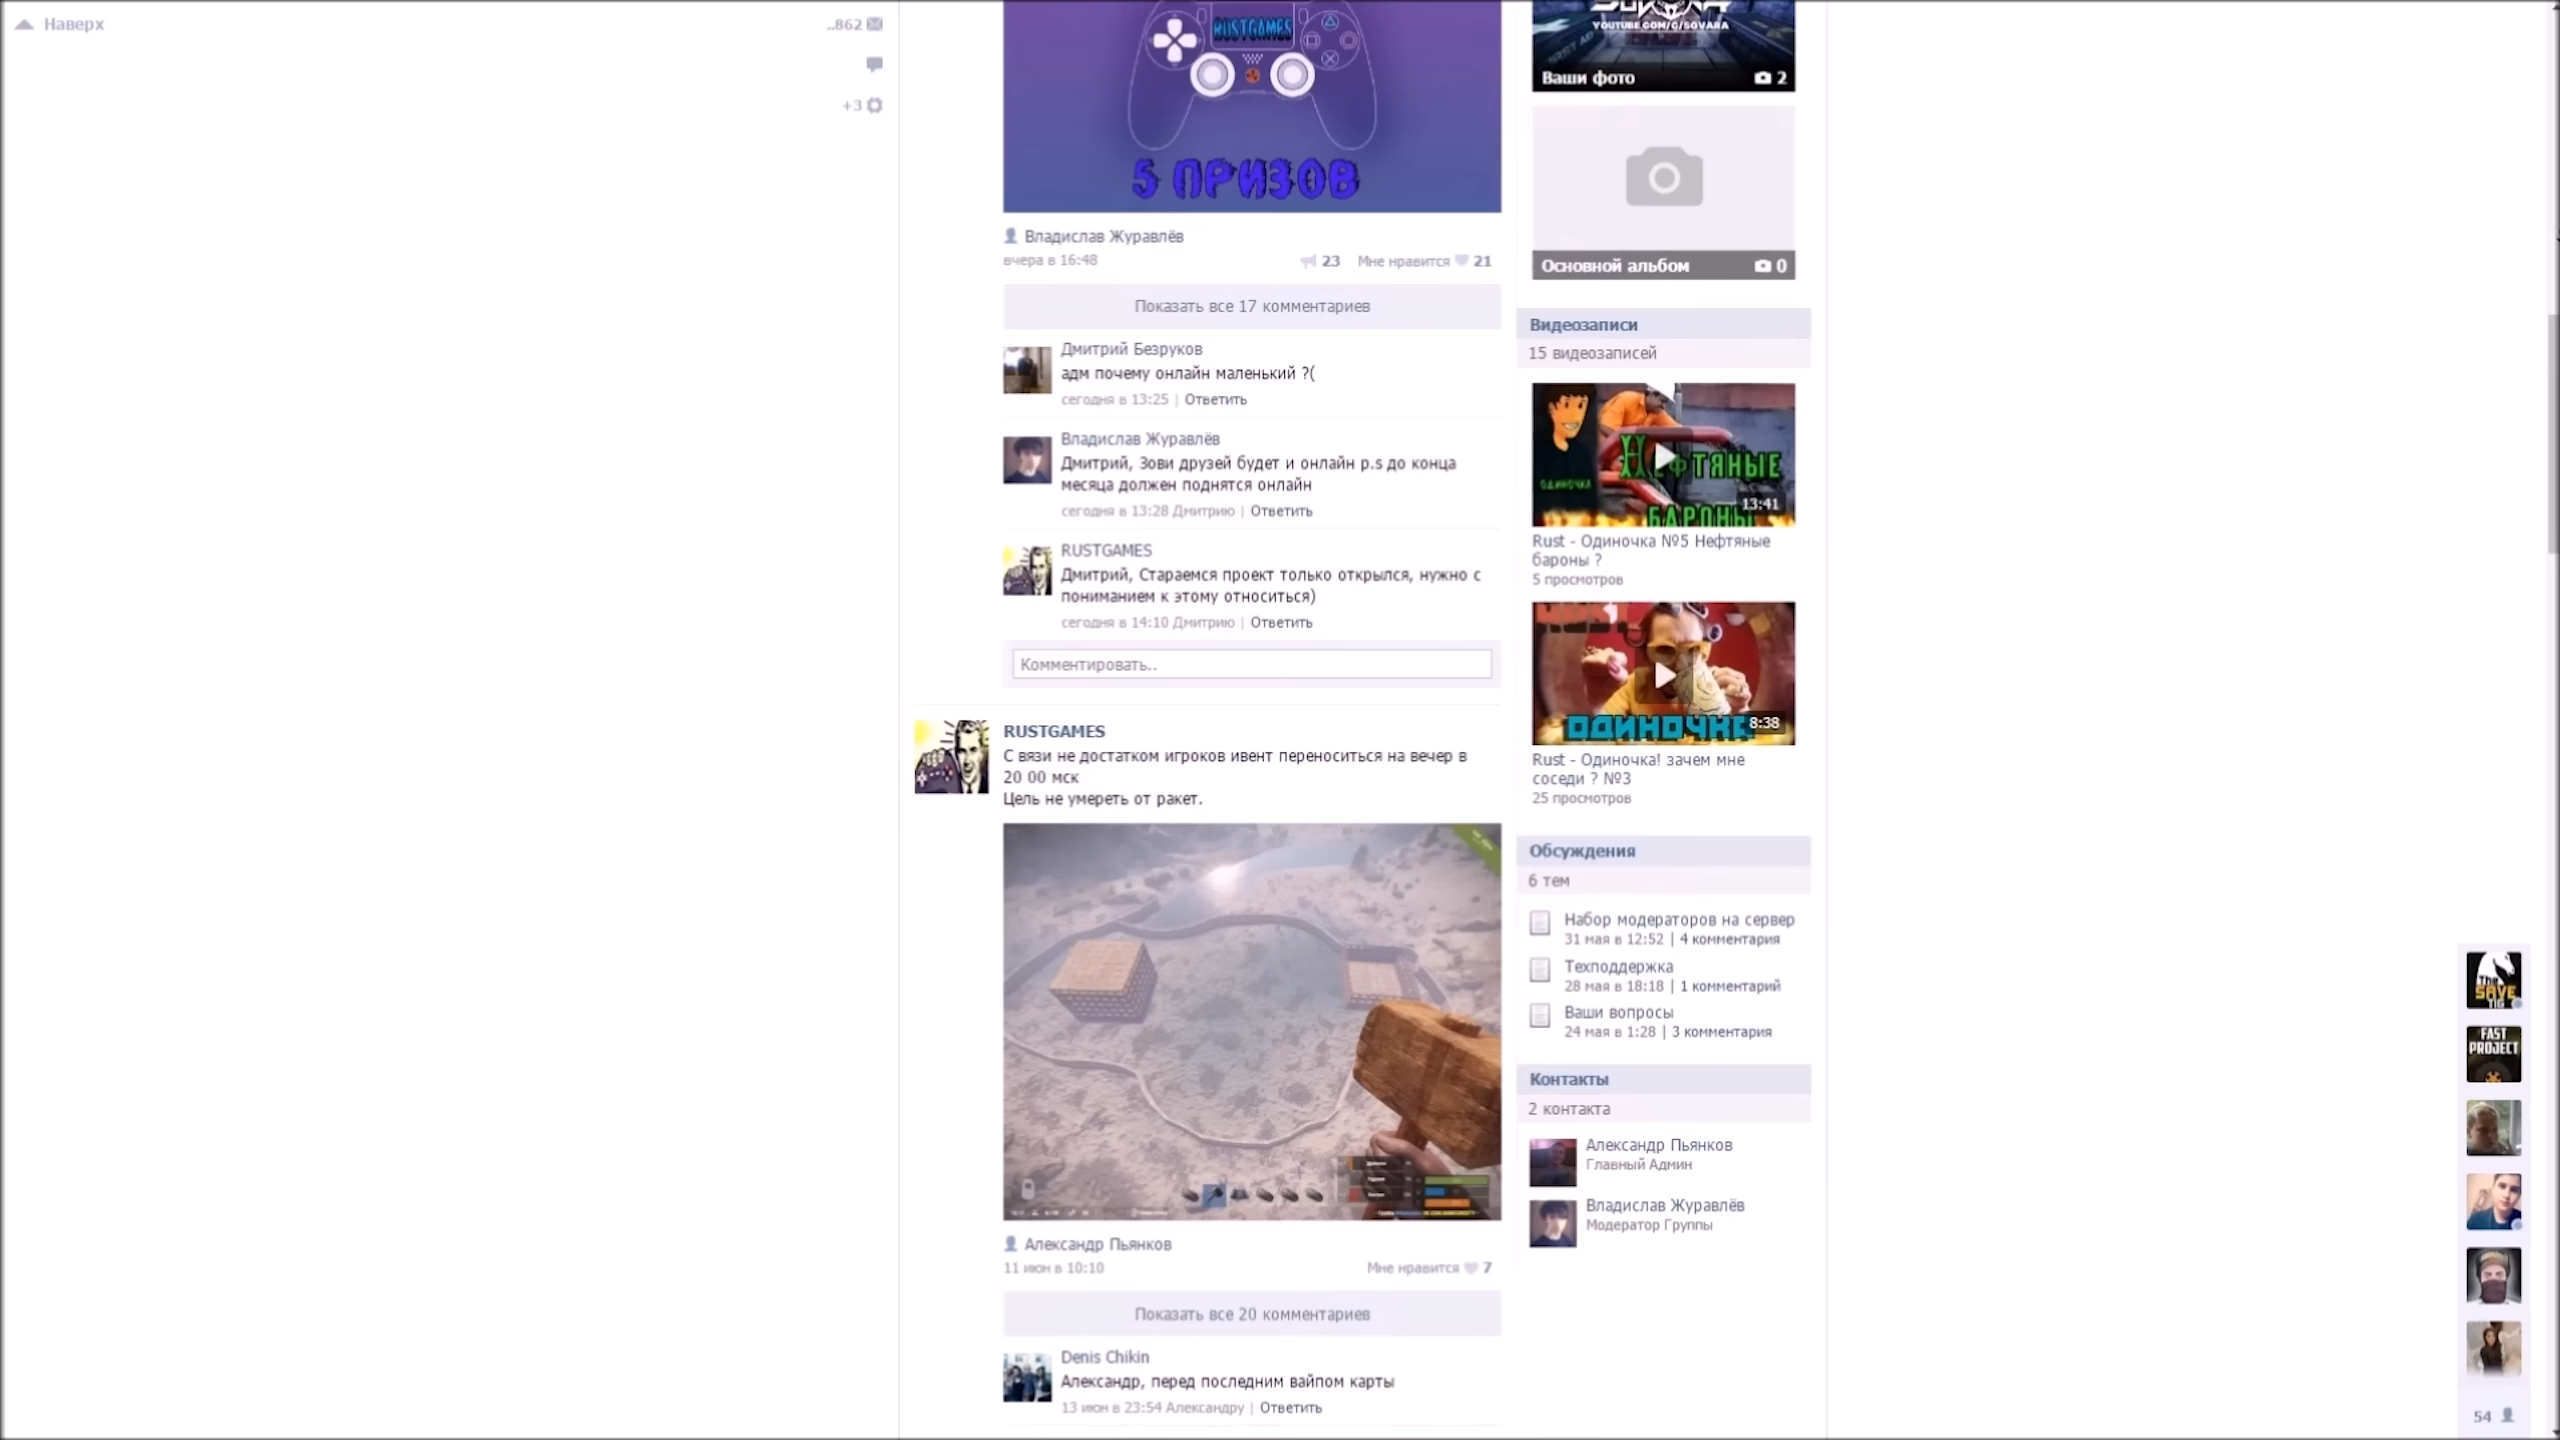 Наверх
..862
+3
RUSTGAMES
5 ПРИЗОВ
Владислав Журавлёв
вчера в 16:48
23 Мне нравится 21
Показать все 17 комментариев
Дмитрий Безруков
адм почему онлайн маленький ?(
сегодня в 13:25 | Ответить
Владислав Журавлёв
Дмитрий, Зови друзей будет и онлайн p.s до конца
месяца должен поднятся онлайн
сегодня в 13:28 Дмитрию | Ответить
RUSTGAMES
Дмитрий, Стараемся проект только открылся, нужно с
пониманием к этому относиться)
сегодня в 14:10 Дмитрию | Ответить
Комментировать..
RUSTGAMES
С вязи не достатком игроков ивент переноситься на вечер в
20 00 мск
Цель не умереть от ракет.
Александр Пьянков
11 июн в 10:10
Мне нравится 7
Показать все 20 комментариев
Denis Chikin
Александр, перед последним вайпом карты
13 июн в 23:54 Александру | Ответить
YOUTUBE.COM/C/SOVARA
Ваши фото 2
Основной альбом 0
Видеозаписи
15 видеозаписей
ОДИНОЧКА
НЕФТЯНЫЕ
13:41
БАРОНЫ
Rust - Одиночка №5 Нефтяные
бароны ?
5 просмотров
ОДИНОЧКА
8:38
Rust - Одиночка! зачем мне
соседи ? №3
25 просмотров
Обсуждения
6 тем
Набор модераторов на сервер
31 мая в 12:52 | 4 комментария
Техподдержка
28 мая в 18:18 | 1 комментарий
Ваши вопросы
24 мая в 1:28 | 3 комментария
Контакты
2 контакта
Александр Пьянков
Главный Админ
Владислав Журавлёв
Модератор Группы
The
SAVE
TIG
FAST
PROJECT
54